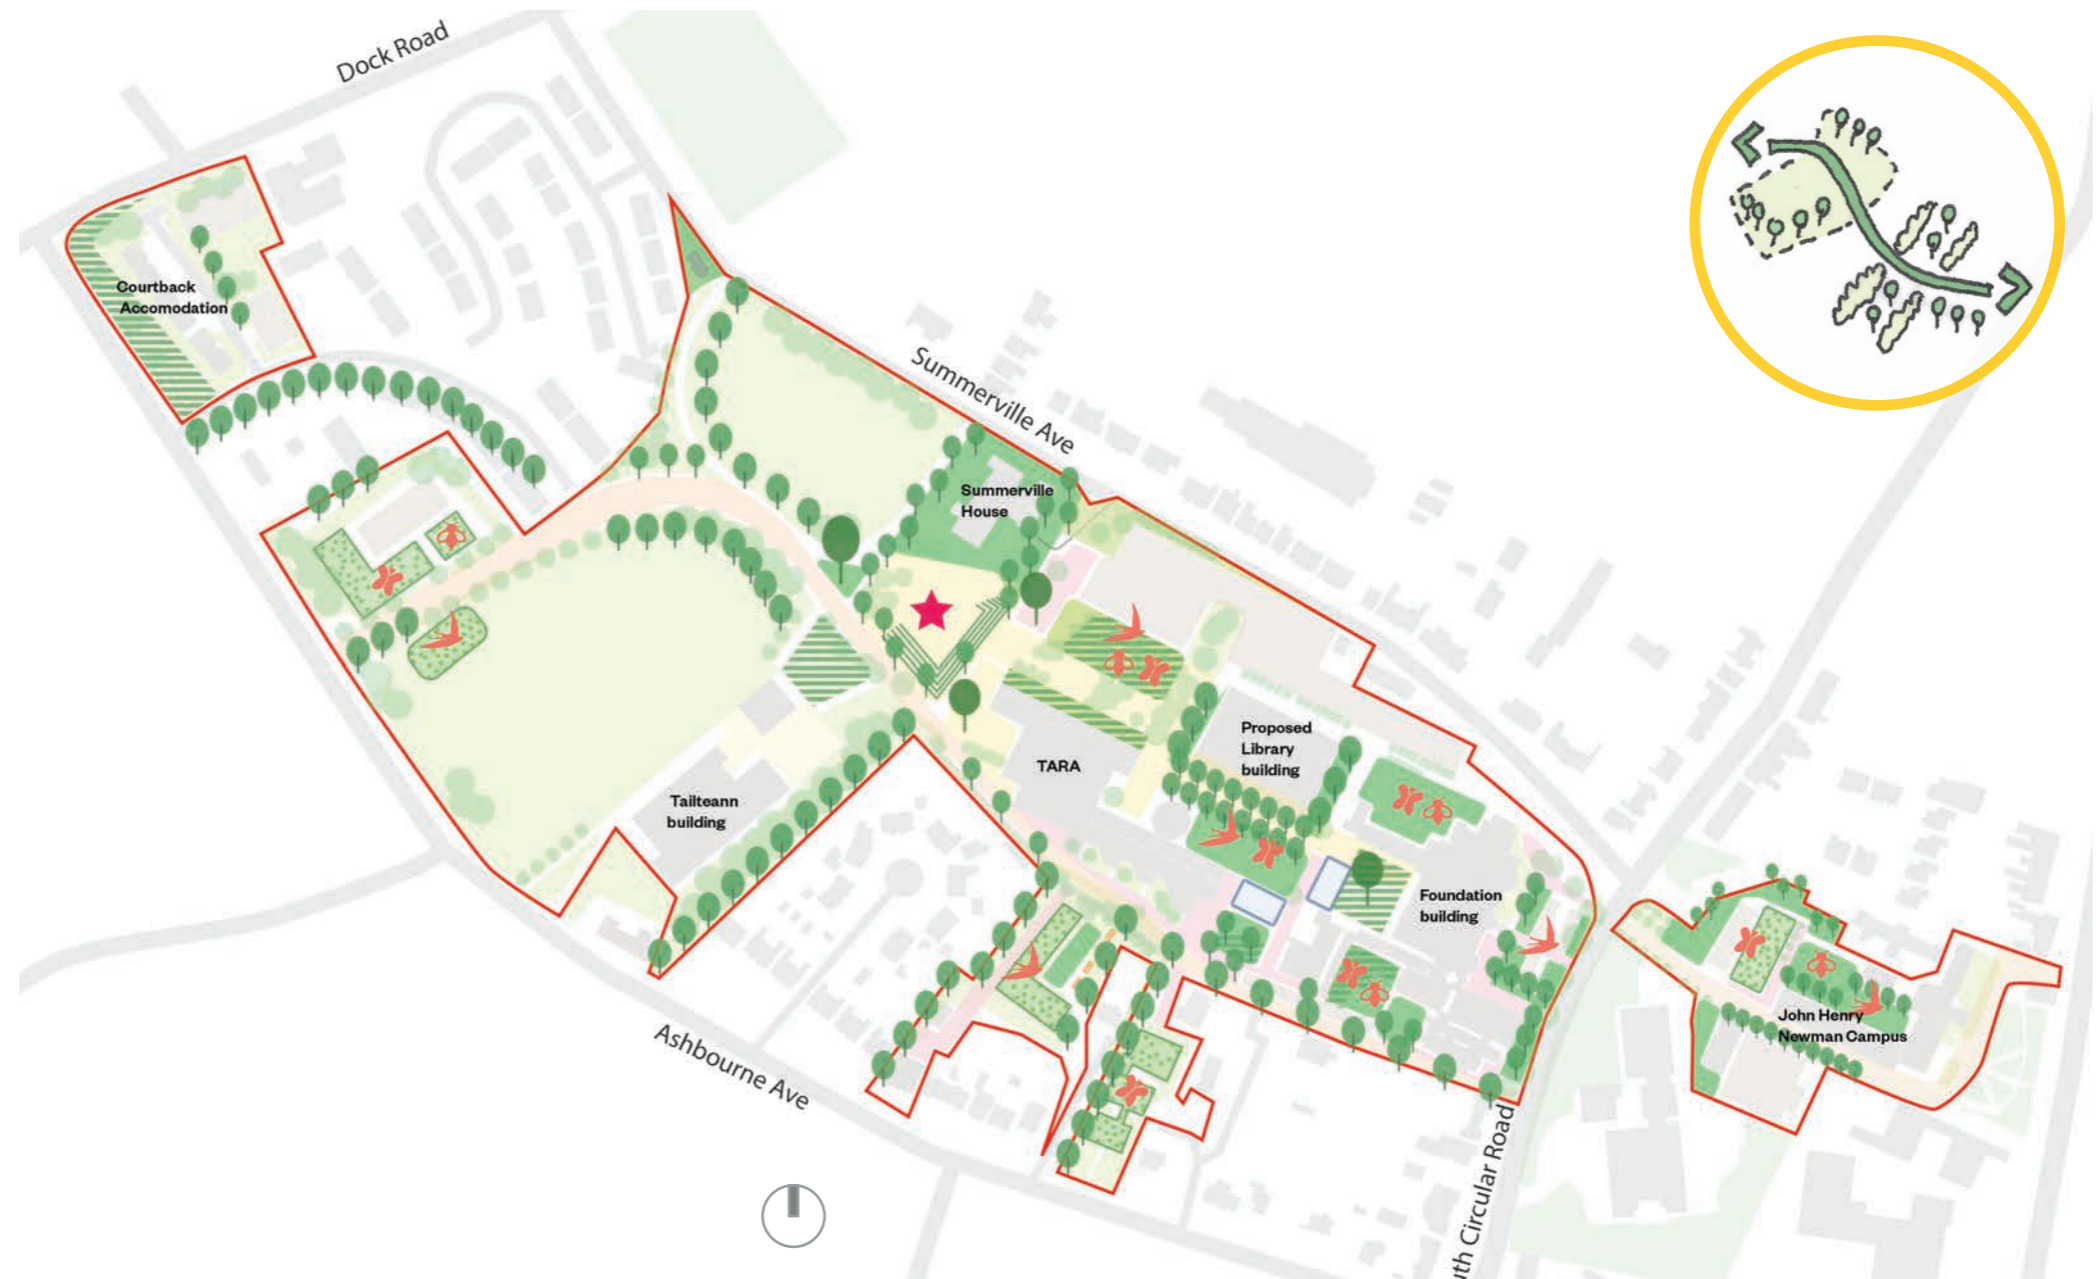 Dock Road
Courtback
Accomodation
Summerville Ave
Summerville
House
Proposed
Library
building
TARA
Tailteann
building
Foundation
building
John Henry
Newman Campus
Ashbourne Ave
uth Circular Road